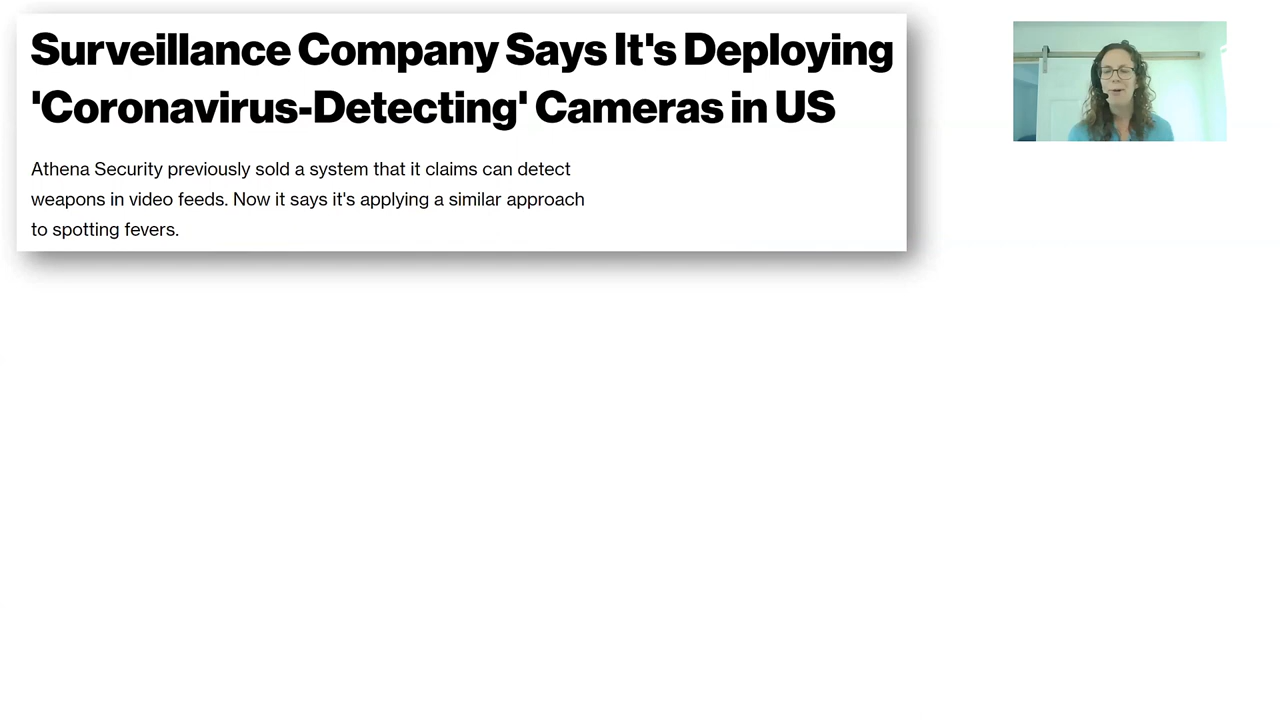 Surveillance Company Says It's Deploying
'Coronavirus-Detecting' Cameras in US
Athena Security previously sold a system that it claims can detect
weapons in video feeds. Now it says it's applying a similar approach
to spotting fevers.